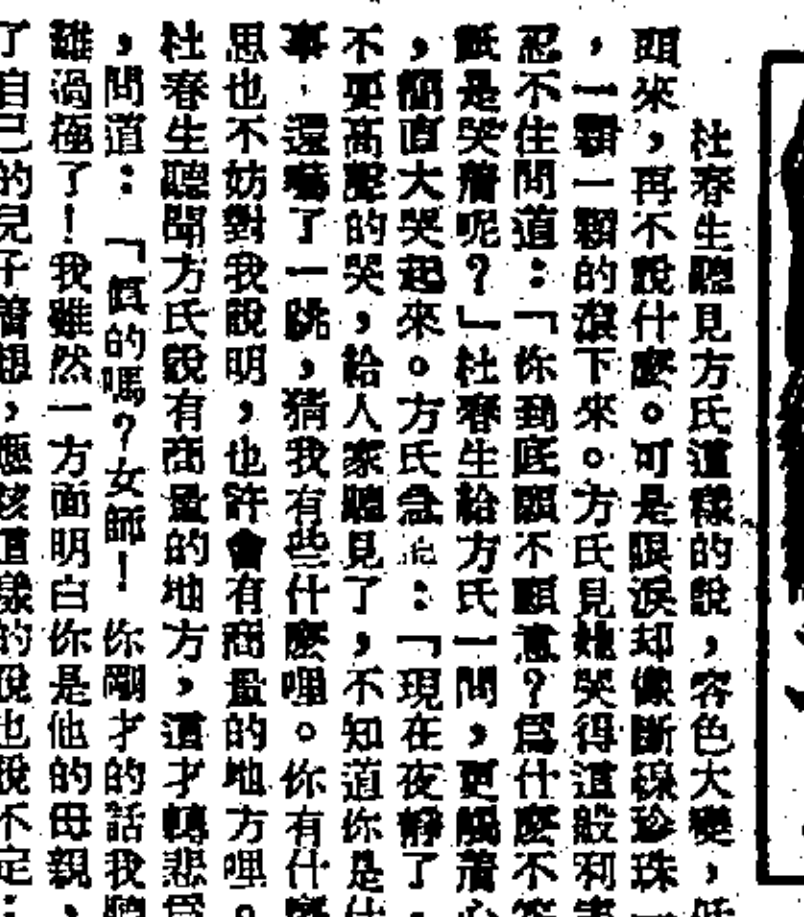 杜春生聽見方氏這樣的說，容色大變，低
頭來，再不說什麼。可是眼淚却像斷線珍珠一
，一顆一顆的滾下來。方氏見她哭得這般利害
忍不住問道：「你到底願不願意？爲什麼不答
祇是哭着呢？」杜春生給方氏一問，更觸着心
，簡直大哭起來。方氏急道：「現在夜靜了，
不要高聲的哭，給人家聽見了，不知道你是什
事，還嚇了一跳，猜我有些什麼哩。你有什麼
思也不妨對我說明，也許會有商量的地方哩。
杜春生聽聞方氏說有商量的地方，這才轉悲爲
，問道：「眞的嗎？女師！你剛才的話我聽
雖過極了！我雖然一方面明白你是他的母親，
了自己的兒子着想，應該這樣的說也說不定：